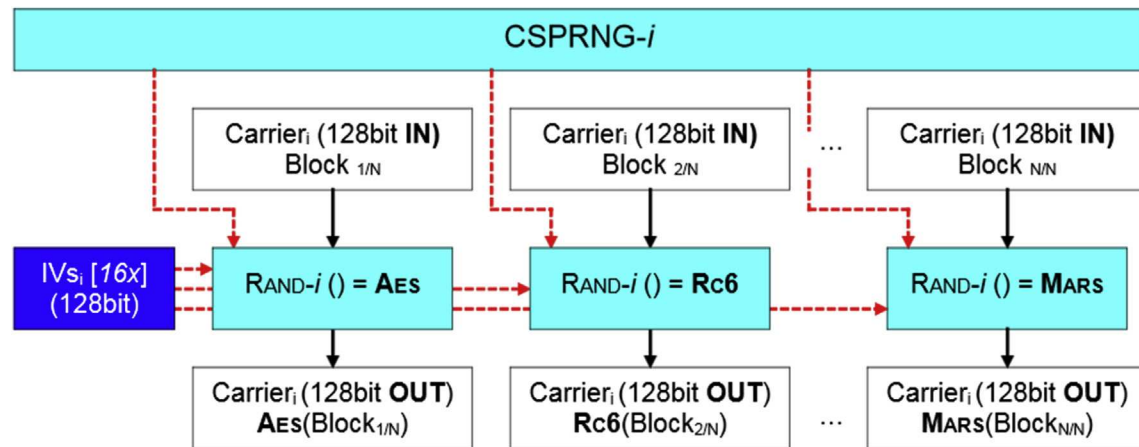 CSPRNG-i
Carrieri (128bit IN)
Block 1/N
Carrieri (128bit IN)
Block 2/N
...
Carrieri (128bit IN)
Block N/N
IVsi [16x]
(128bit)
RAND-i () = AES
RAND-i () = RC6
RAND-i () = MARS
Carrieri (128bit OUT)
AES(Block1/N)
Carrieri (128bit OUT)
RC6(Block2/N)
...
Carrieri (128bit OUT)
MARS(BlockN/N)